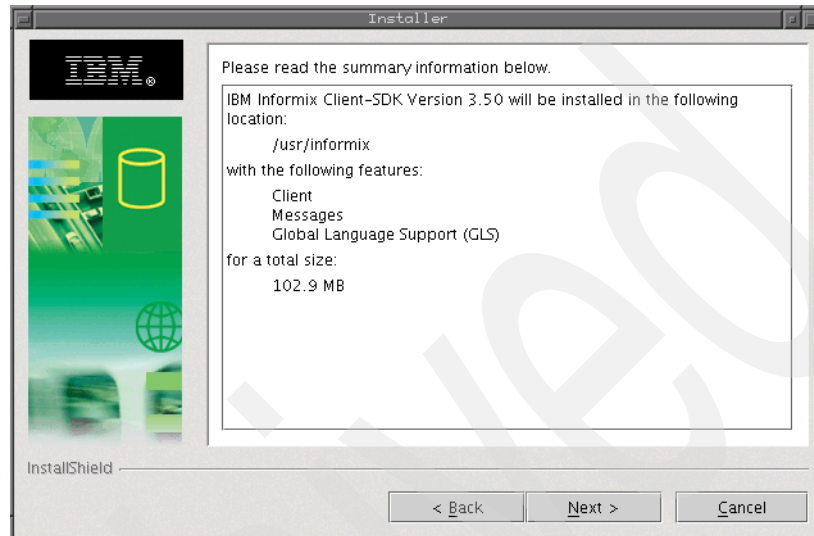 Installer
IBM®
Please read the summary information below.
IBM Informix Client-SDK Version 3.50 will be installed in the following
location:
/usr/informix
with the following features:
Client
Messages
Global Language Support (GLS)
for a total size:
102.9 MB
InstallShield
< Back
Next >
Cancel